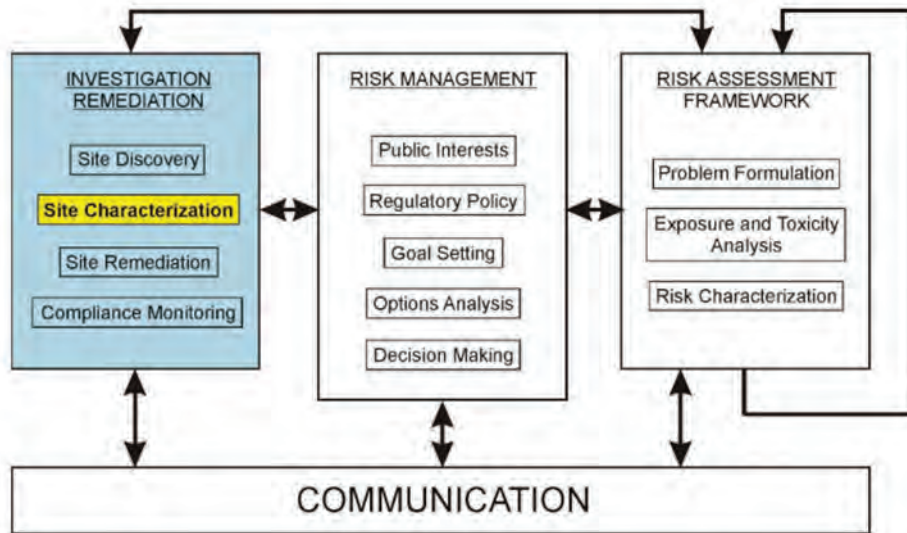 INVESTIGATION
REMEDIATION
Site Discovery
Site Characterization
Site Remediation
Compliance Monitoring
RISK MANAGEMENT
Public Interests
Regulatory Policy
Goal Setting
Options Analysis
Decision Making
RISK ASSESSMENT
FRAMEWORK
Problem Formulation
Exposure and Toxicity
Analysis
Risk Characterization
COMMUNICATION